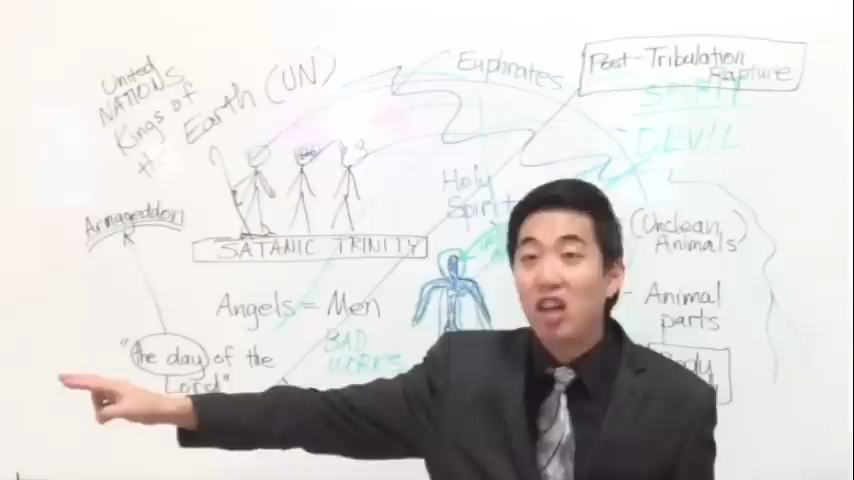 United
NATIONS
Kings of
the
Earth (UN)
Euphrates
Post-Tribulation
Rapture
SPIRIT
DEVIL
Holy
Spirit
Armageddon
SATANIC TRINITY
(Unclean)
Animals
Angels = Men
- Animal
parts
"the day of the
Lord"
BAD
WORKS
Body